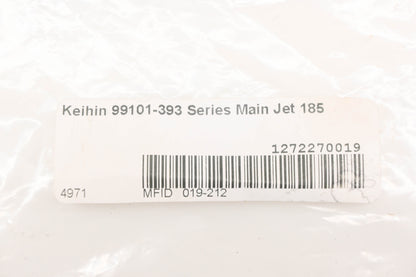 Keihin 99101-393 Series Main Jet 185
1272270019
4971 MFID 019-212